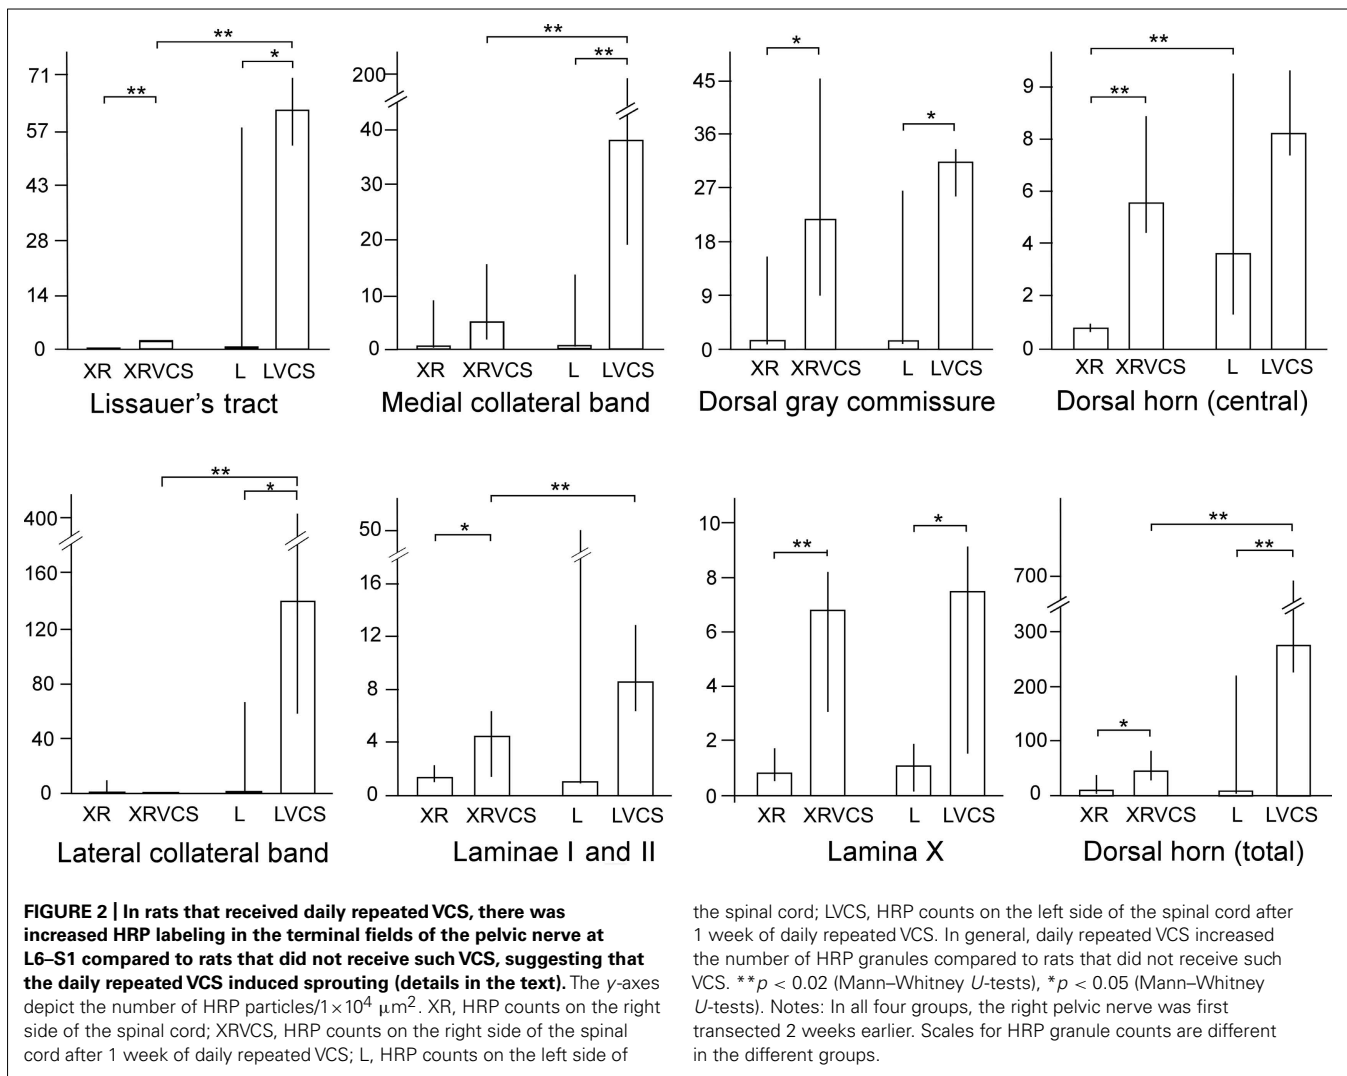 ** * 71 57 43 28 14 0 **
XR XRVCS L LVCS
Lissauer's tract
** ** 200 40 30 20 10 0
XR XRVCS L LVCS
Medial collateral band
* * 45 36 27 18 9 0
XR XRVCS L LVCS
Dorsal gray commissure
** ** 9 8 6 4 2 0
XR XRVCS L LVCS
Dorsal horn (central)
** * 400 160 120 80 40 0
XR XRVCS L LVCS
Lateral collateral band
** * 50 16 12 8 4 0
XR XRVCS L LVCS
Laminae I and II
** * 10 8 6 4 2 0
XR XRVCS L LVCS
Lamina X
** ** * 700 300 200 100 0
XR XRVCS L LVCS
Dorsal horn (total)
FIGURE 2 | In rats that received daily repeated VCS, there was
increased HRP labeling in the terminal fields of the pelvic nerve at
L6–S1 compared to rats that did not receive such VCS, suggesting that
the daily repeated VCS induced sprouting (details in the text). The y-axes
depict the number of HRP particles/1 × 10⁴ μm². XR, HRP counts on the right
side of the spinal cord; XRVCS, HRP counts on the right side of the spinal
cord after 1 week of daily repeated VCS; L, HRP counts on the left side of
the spinal cord; LVCS, HRP counts on the left side of the spinal cord after
1 week of daily repeated VCS. In general, daily repeated VCS increased
the number of HRP granules compared to rats that did not receive such
VCS. **p < 0.02 (Mann–Whitney U-tests), *p < 0.05 (Mann–Whitney
U-tests). Notes: In all four groups, the right pelvic nerve was first
transected 2 weeks earlier. Scales for HRP granule counts are different
in the different groups.